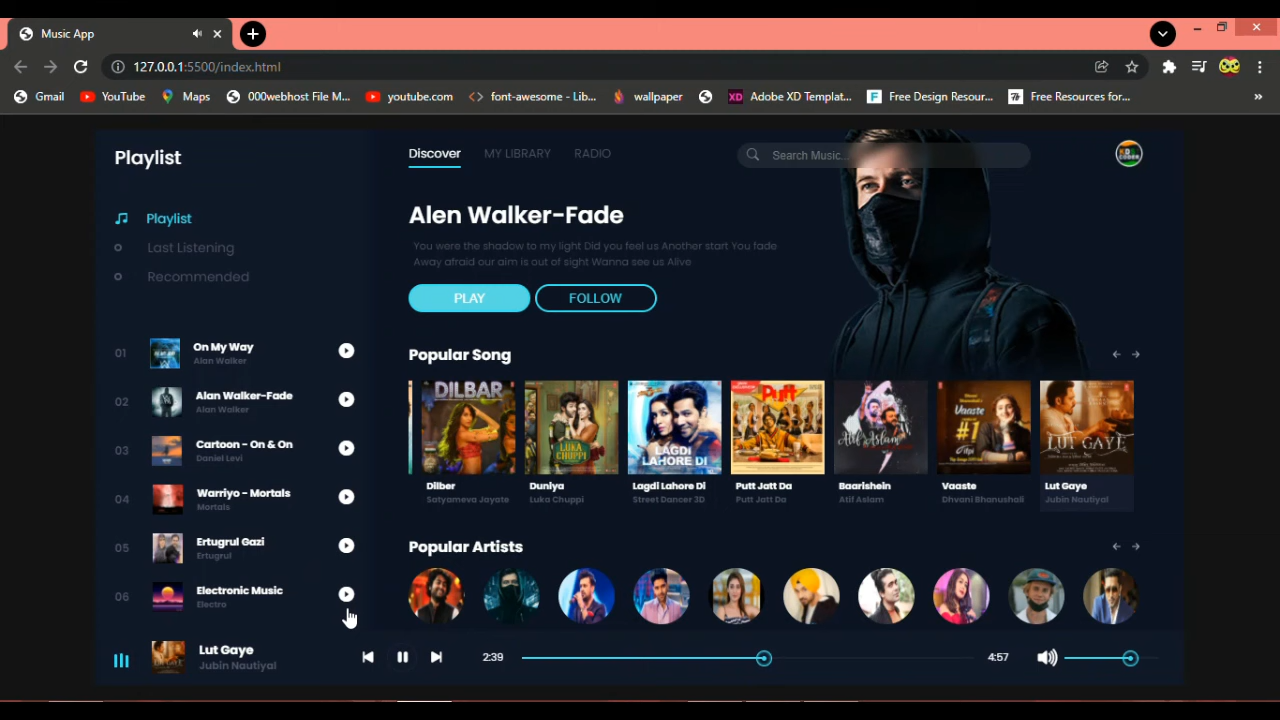 Music App
127.0.0.1:5500/index.html
Gmail YouTube Maps 000webhost File M... youtube.com font-awesome - Lib... wallpaper Adobe XD Templat... Free Design Resour... Free Resources for... »
Playlist
Discover MY LIBRARY RADIO Search Music...
Playlist
Last Listening
Recommended
Alen Walker-Fade
You were the shadow to my light Did you feel us Another start You fade
Away afraid our aim is out of sight Wanna see us Alive
PLAY FOLLOW
01 On My Way
Alan Walker
02 Alan Walker-Fade
Alan Walker
03 Cartoon - On & On
Daniel Levi
04 Warriyo - Mortals
Mortals
05 Ertugrul Gazi
Ertugrul
06 Electronic Music
Electro
Popular Song
DILBAR
LUKA CHUPPI
LAGDI LAHORE DI
Putt
Atif Aslam
Vaaste #1
LUT GAYE
Dilber Duniya Lagdi Lahore Di Putt Jatt Da Baarishein Vaaste Lut Gaye
Satyameva Jayate Luka Chuppi Street Dancer 3D Putt Jatt Da Atif Aslam Dhvani Bhanushali Jubin Nautiyal
Popular Artists
Lut Gaye
Jubin Nautiyal
2:39 4:57